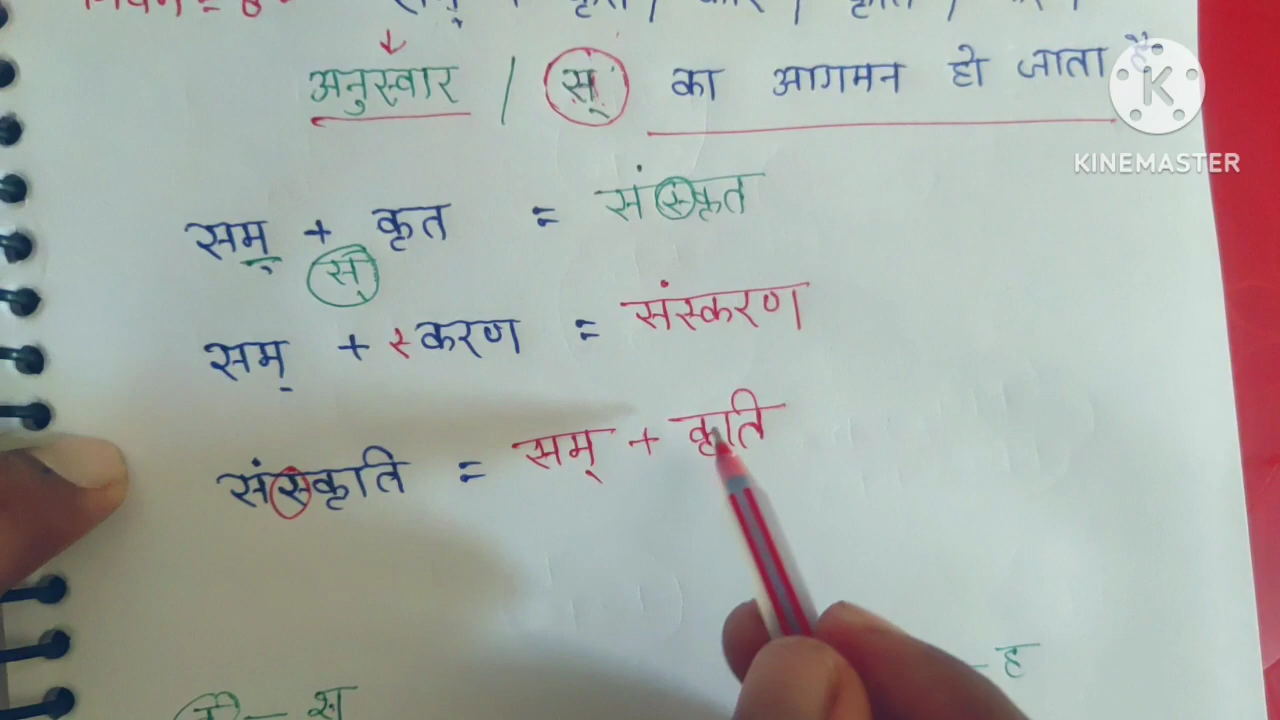 अनुस्वार / स् का आगमन हो जाता है
KINEMASTER
सम् + कृत = संस्कृत
स्
सम् + स्करण = संस्करण
संस्कृति = सम् + कृति
- ह
- श